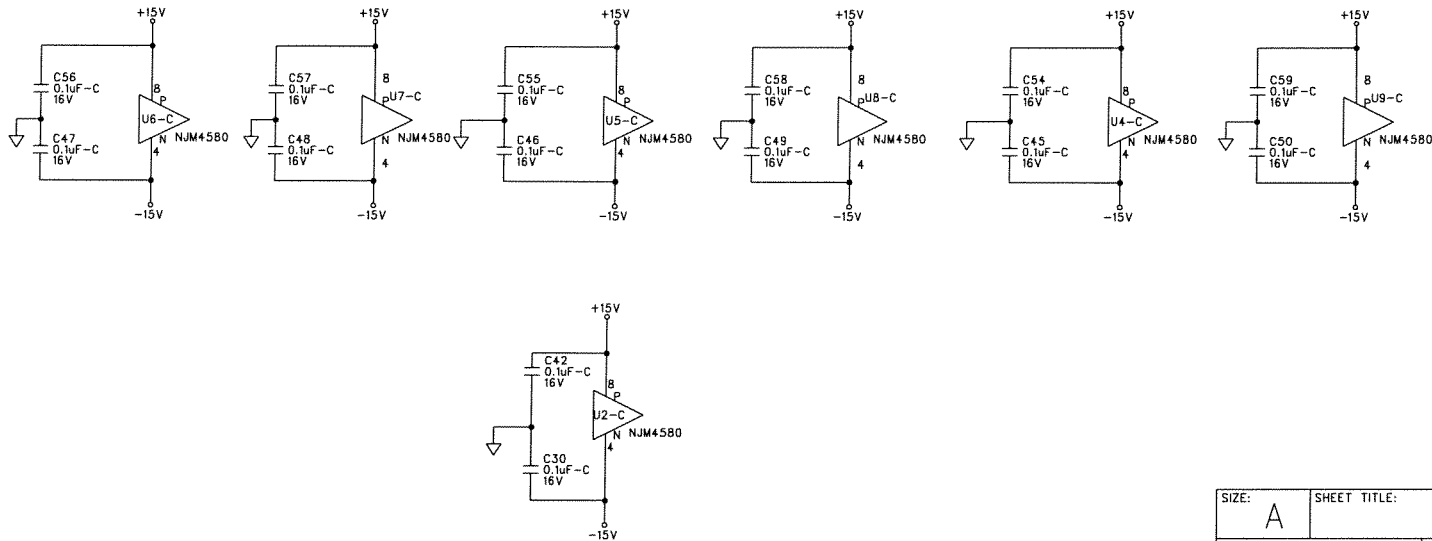 +15V
C56
0.1uF-C
16V
8
P
U6-C
N
NJM4580
4
C47
0.1uF-C
16V
-15V
+15V
C57
0.1uF-C
16V
8
P
U7-C
N
NJM4580
4
C48
0.1uF-C
16V
-15V
+15V
C55
0.1uF-C
16V
8
P
U5-C
N
NJM4580
4
C46
0.1uF-C
16V
-15V
+15V
C58
0.1uF-C
16V
8
P
U8-C
N
NJM4580
4
C49
0.1uF-C
16V
-15V
+15V
C54
0.1uF-C
16V
8
P
U4-C
N
NJM4580
4
C45
0.1uF-C
16V
-15V
+15V
C59
0.1uF-C
16V
8
P
U9-C
N
NJM4580
4
C50
0.1uF-C
16V
-15V
+15V
C42
0.1uF-C
16V
8
P
U2-C
N
NJM4580
4
C30
0.1uF-C
16V
-15V
SIZE:
A
SHEET TITLE: